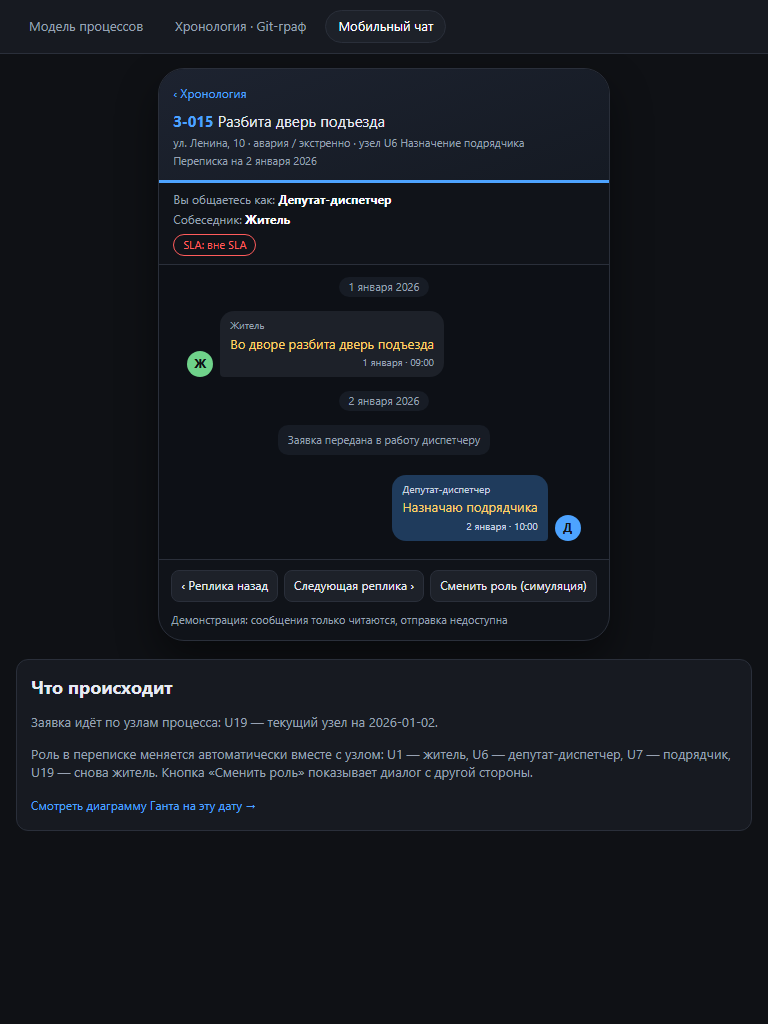 Модель процессов
Хронология · Git-граф
Мобильный чат
‹ Хронология
З-015 Разбита дверь подъезда
ул. Ленина, 10 · авария / экстренно · узел U6 Назначение подрядчика
Переписка на 2 января 2026
Вы общаетесь как: Депутат-диспетчер
Собеседник: Житель
SLA: вне SLA
1 января 2026
Житель
Во дворе разбита дверь подъезда
1 января · 09:00
Ж
2 января 2026
Заявка передана в работу диспетчеру
Депутат-диспетчер
Назначаю подрядчика
2 января · 10:00
Д
‹ Реплика назад
Следующая реплика ›
Сменить роль (симуляция)
Демонстрация: сообщения только читаются, отправка недоступна
Что происходит
Заявка идёт по узлам процесса: U19 — текущий узел на 2026-01-02.
Роль в переписке меняется автоматически вместе с узлом: U1 — житель, U6 — депутат-диспетчер, U7 — подрядчик,
U19 — снова житель. Кнопка «Сменить роль» показывает диалог с другой стороны.
Смотреть диаграмму Ганта на эту дату →